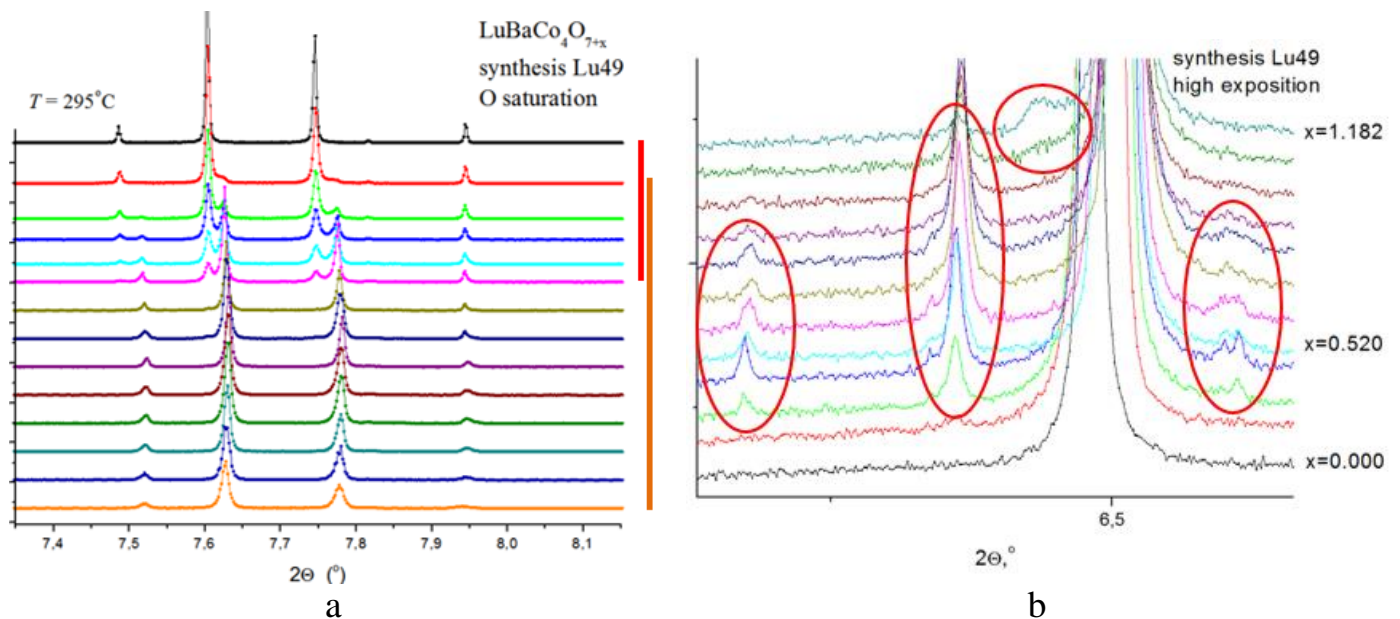 LuBaCo4O7+x
synthesis Lu49
O saturation
T = 295°C
7,4 7,5 7,6 7,7 7,8 7,9 8,0 8,1
2Θ (°)
a
synthesis Lu49
high exposition
x=1.182
x=0.520
x=0.000
6,5
2Θ,°
b